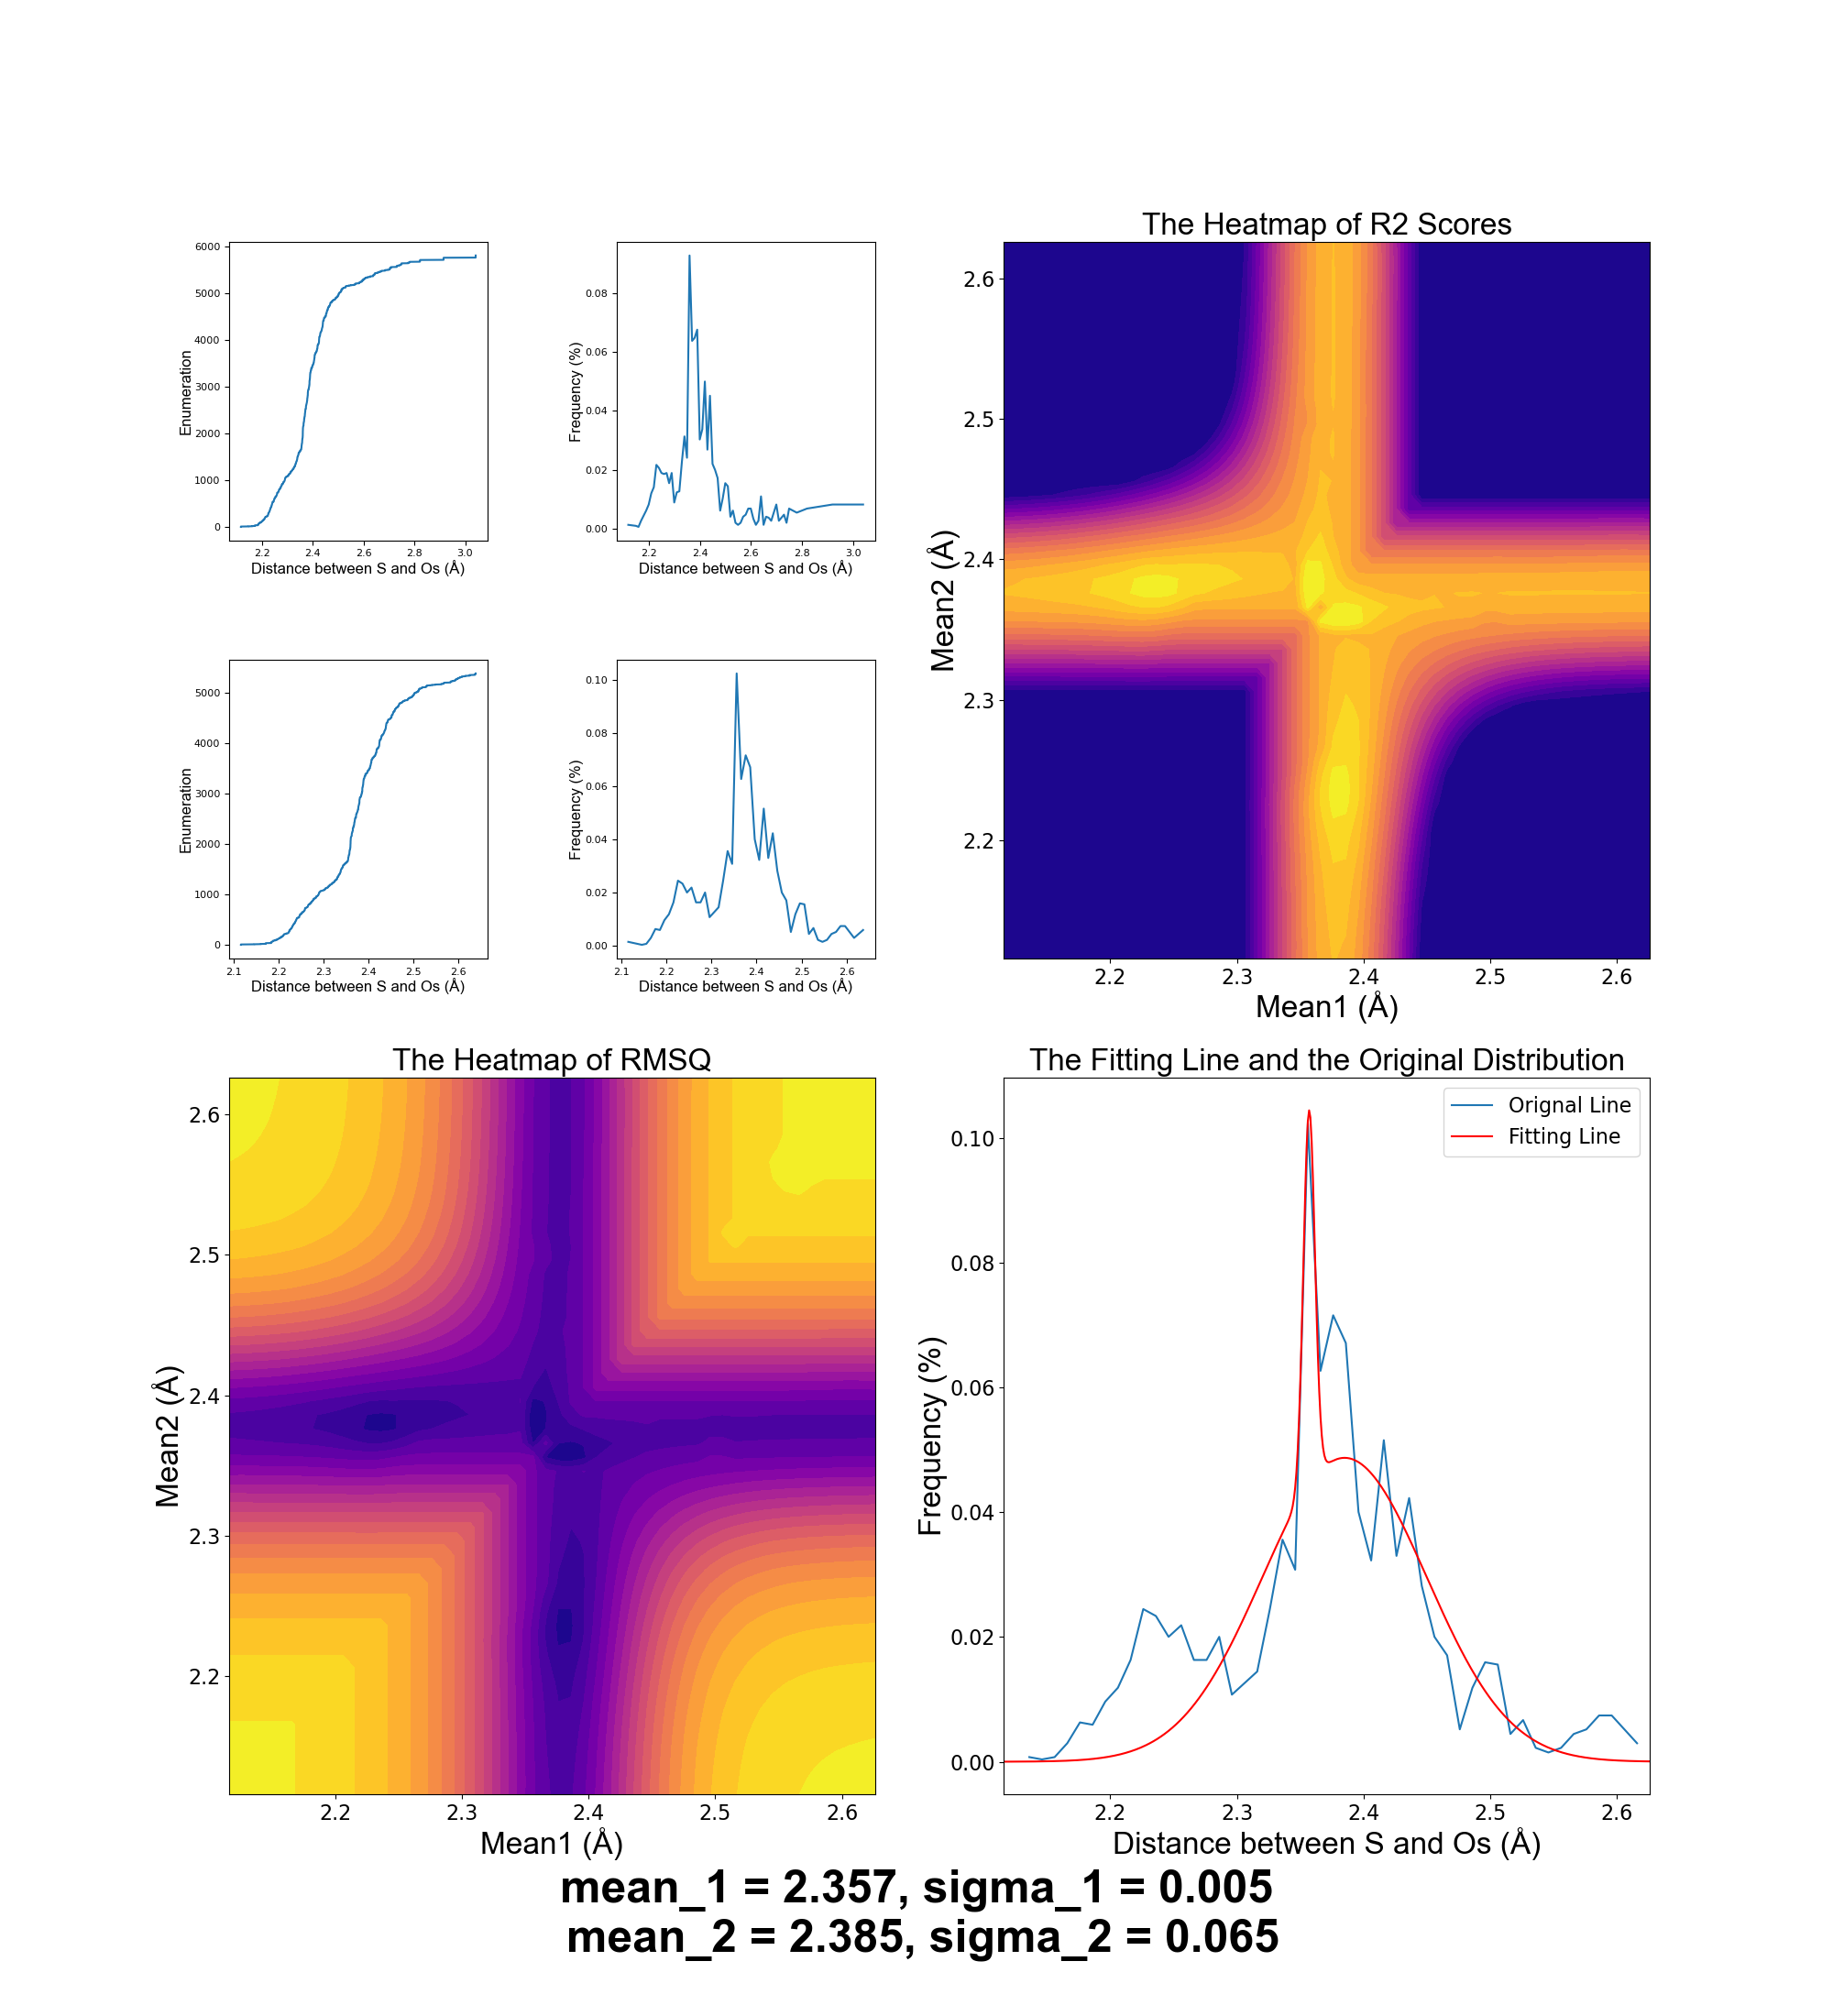 6000
5000
4000
3000
2000
1000
0
Enumeration
2.2 2.4 2.6 2.8 3.0
Distance between S and Os (Å)
0.08
0.06
0.04
0.02
0.00
Frequency (%)
2.2 2.4 2.6 2.8 3.0
Distance between S and Os (Å)
The Heatmap of R2 Scores
2.6
2.5
2.4
2.3
2.2
Mean2 (Å)
2.2 2.3 2.4 2.5 2.6
Mean1 (Å)
5000
4000
3000
2000
1000
0
Enumeration
2.1 2.2 2.3 2.4 2.5 2.6
Distance between S and Os (Å)
0.10
0.08
0.06
0.04
0.02
0.00
Frequency (%)
2.1 2.2 2.3 2.4 2.5 2.6
Distance between S and Os (Å)
The Heatmap of RMSQ
2.6
2.5
2.4
2.3
2.2
Mean2 (Å)
2.2 2.3 2.4 2.5 2.6
Mean1 (Å)
The Fitting Line and the Original Distribution
Orignal Line
Fitting Line
0.10
0.08
0.06
0.04
0.02
0.00
Frequency (%)
2.2 2.3 2.4 2.5 2.6
Distance between S and Os (Å)
mean_1 = 2.357, sigma_1 = 0.005
mean_2 = 2.385, sigma_2 = 0.065